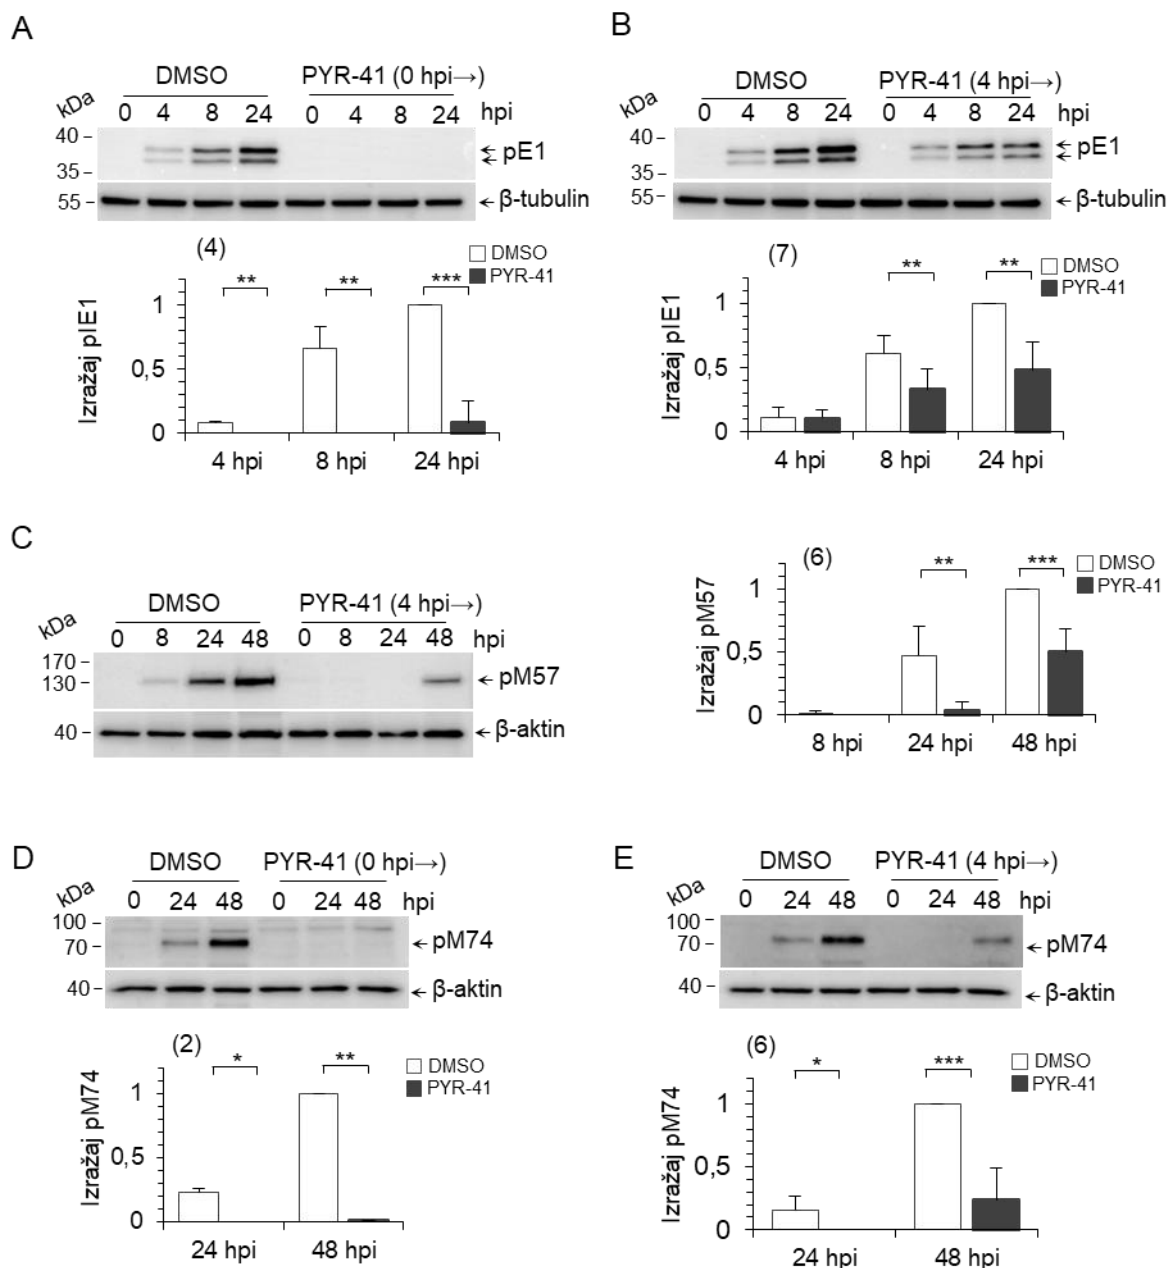 A
DMSO PYR-41 (0 hpi→)
kDa 0 4 8 24 0 4 8 24 hpi
40
35
pE1
55
β-tubulin
(4)
DMSO
PYR-41
** ** ***
Izražaj pIE1
1
0,5
0
4 hpi 8 hpi 24 hpi
B
DMSO PYR-41 (4 hpi→)
kDa 0 4 8 24 0 4 8 24 hpi
40
35
pE1
55
β-tubulin
(7)
DMSO
PYR-41
** **
Izražaj pIE1
1
0,5
0
4 hpi 8 hpi 24 hpi
C
DMSO PYR-41 (4 hpi→)
kDa 0 8 24 48 0 8 24 48 hpi
170
130
pM57
40
β-aktin
(6)
DMSO
PYR-41
** ***
Izražaj pM57
1
0,5
0
8 hpi 24 hpi 48 hpi
D
DMSO PYR-41 (0 hpi→)
kDa 0 24 48 0 24 48 hpi
100
70
pM74
40
β-aktin
(2)
DMSO
PYR-41
* **
Izražaj pM74
1
0,5
0
24 hpi 48 hpi
E
DMSO PYR-41 (4 hpi→)
kDa 0 24 48 0 24 48 hpi
100
70
pM74
40
β-aktin
(6)
DMSO
PYR-41
* ***
Izražaj pM74
1
0,5
0
24 hpi 48 hpi